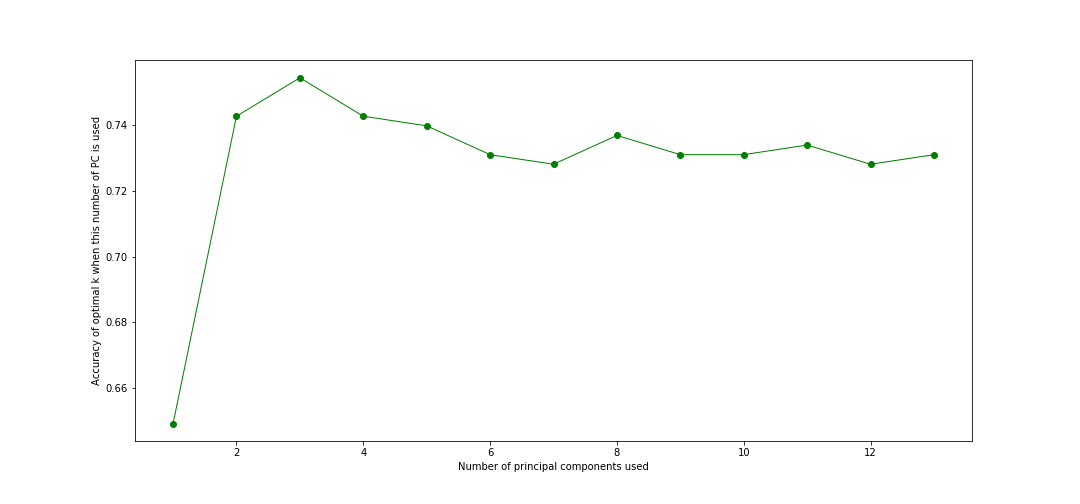 Accuracy of optimal k when this number of PC is used
0.74
0.72
0.70
0.68
0.66
2 4 6 8 10 12
Number of principal components used